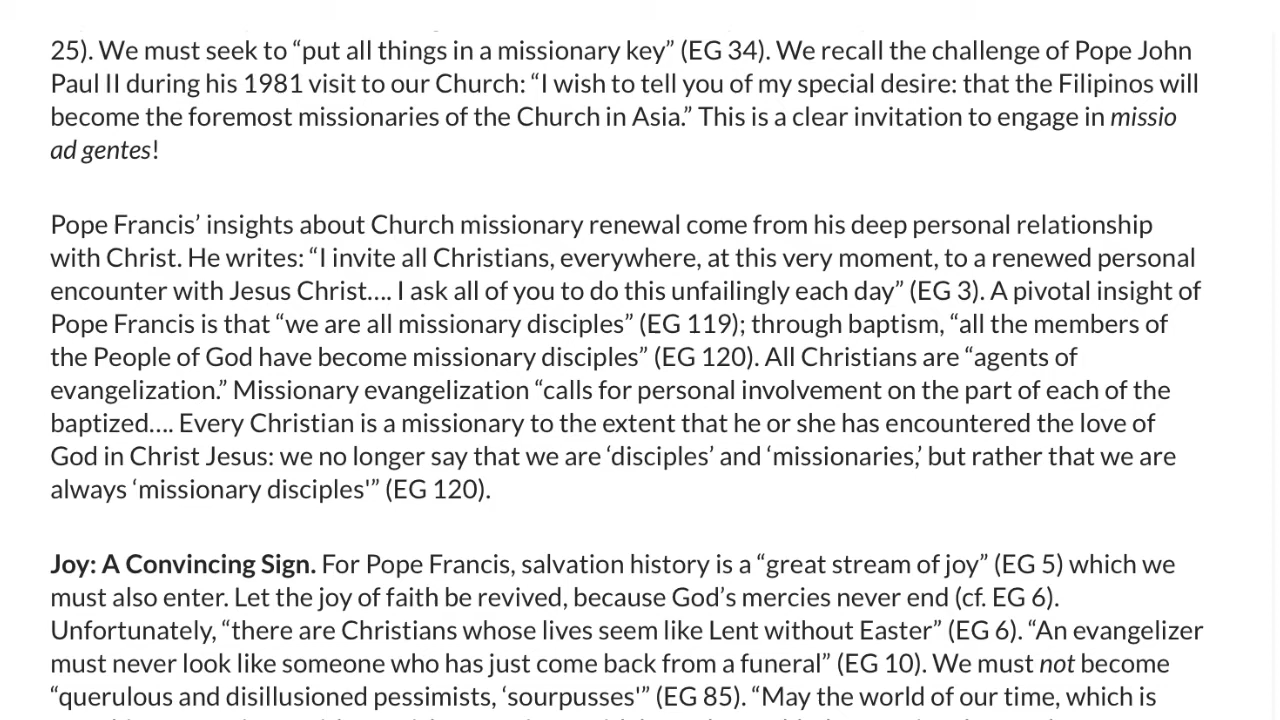 25). We must seek to “put all things in a missionary key” (EG 34). We recall the challenge of Pope John
Paul II during his 1981 visit to our Church: “I wish to tell you of my special desire: that the Filipinos will
become the foremost missionaries of the Church in Asia.” This is a clear invitation to engage in missio
ad gentes!
Pope Francis’ insights about Church missionary renewal come from his deep personal relationship
with Christ. He writes: “I invite all Christians, everywhere, at this very moment, to a renewed personal
encounter with Jesus Christ…. I ask all of you to do this unfailingly each day” (EG 3). A pivotal insight of
Pope Francis is that “we are all missionary disciples” (EG 119); through baptism, “all the members of
the People of God have become missionary disciples” (EG 120). All Christians are “agents of
evangelization.” Missionary evangelization “calls for personal involvement on the part of each of the
baptized…. Every Christian is a missionary to the extent that he or she has encountered the love of
God in Christ Jesus: we no longer say that we are ‘disciples’ and ‘missionaries,’ but rather that we are
always ‘missionary disciples'” (EG 120).
Joy: A Convincing Sign. For Pope Francis, salvation history is a “great stream of joy” (EG 5) which we
must also enter. Let the joy of faith be revived, because God’s mercies never end (cf. EG 6).
Unfortunately, “there are Christians whose lives seem like Lent without Easter” (EG 6). “An evangelizer
must never look like someone who has just come back from a funeral” (EG 10). We must not become
“querulous and disillusioned pessimists, ‘sourpusses'” (EG 85). “May the world of our time, which is